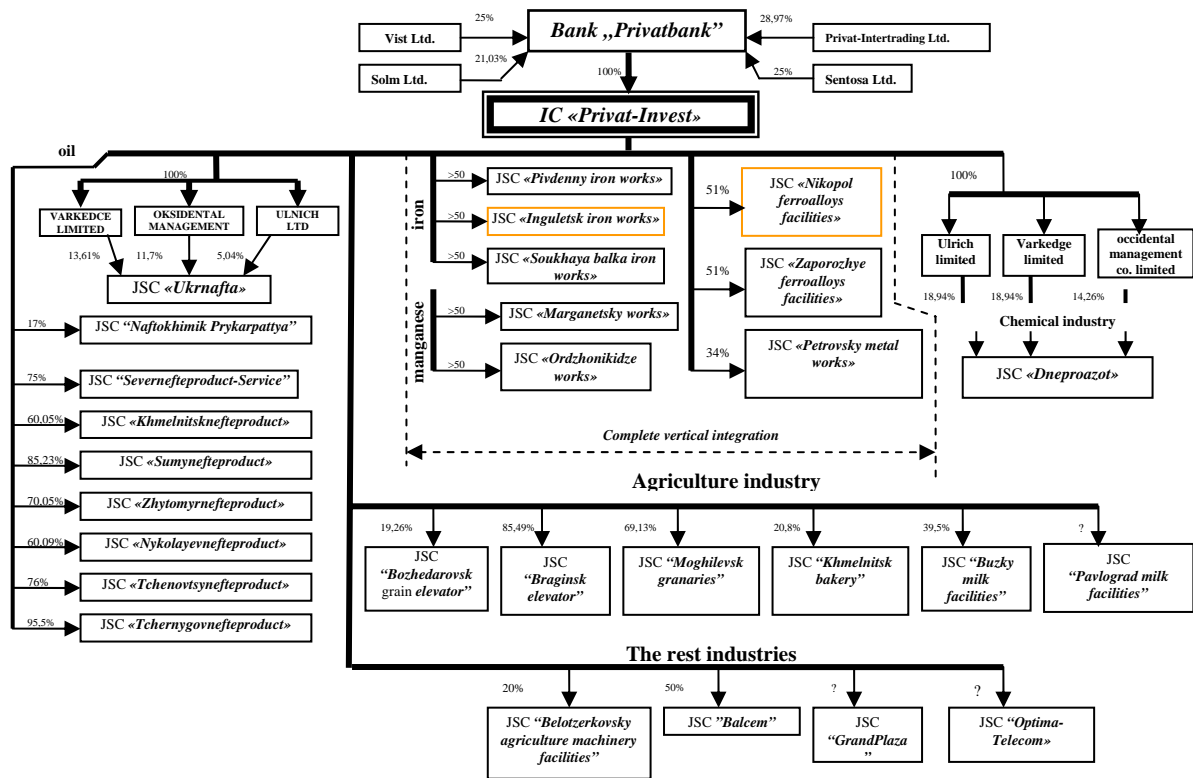 25%
Bank „Privatbank”
28,97%
Vist Ltd.
Privat-Intertrading Ltd.
21,03%
Solm Ltd.
100%
25%
Sentosa Ltd.
IC «Privat-Invest»
oil
100%
VARKEDCE
LIMITED
OKSIDENTAL
MANAGEMENT
ULNICH
LTD
13,61%
11,7%
5,04%
JSC «Ukrnafta»
17%
JSC “Naftokhimik Prykarpattya”
75%
JSC “Severnefteproduct-Service”
60,05%
JSC «Khmelnitsknefteproduct»
85,23%
JSC «Sumynefteproduct»
70,05%
JSC «Zhytomyrnefteproduct»
60,09%
JSC «Nykolayevnefteproduct»
76%
JSC «Tchenovtsynefteproduct»
95,5%
JSC «Tchernygovnefteproduct»
iron
>50
JSC «Pivdenny iron works»
>50
JSC «Inguletsk iron works»
>50
JSC «Soukhaya balka iron
works»
manganese
>50
JSC «Marganetsky works»
>50
JSC «Ordzhonikidze
works»
51%
JSC «Nikopol
ferroalloys
facilities»
51%
JSC «Zaporozhye
ferroalloys
facilities»
34%
JSC «Petrovsky metal
works»
100%
Ulrich
limited
Varkedge
limited
occidental
management
co. limited
18,94%
18,94%
14,26%
Chemical industry
JSC «Dneproazot»
Complete vertical integration
Agriculture industry
19,26%
85,49%
69,13%
20,8%
39,5%
?
JSC
“Bozhedarovsk
grain elevator”
JSC
“Braginsk
elevator”
JSC
“Moghilevsk
granaries”
JSC
“Khmelnitsk
bakery”
JSC
“Buzky
milk
facilities”
JSC
“Pavlograd milk
facilities”
The rest industries
20%
50%
?
?
JSC “Belotzerkovsky
agriculture machinery
facilities”
JSC “Balcem”
JSC
“GrandPlaza
”
JSC “Optima-
Telecom»